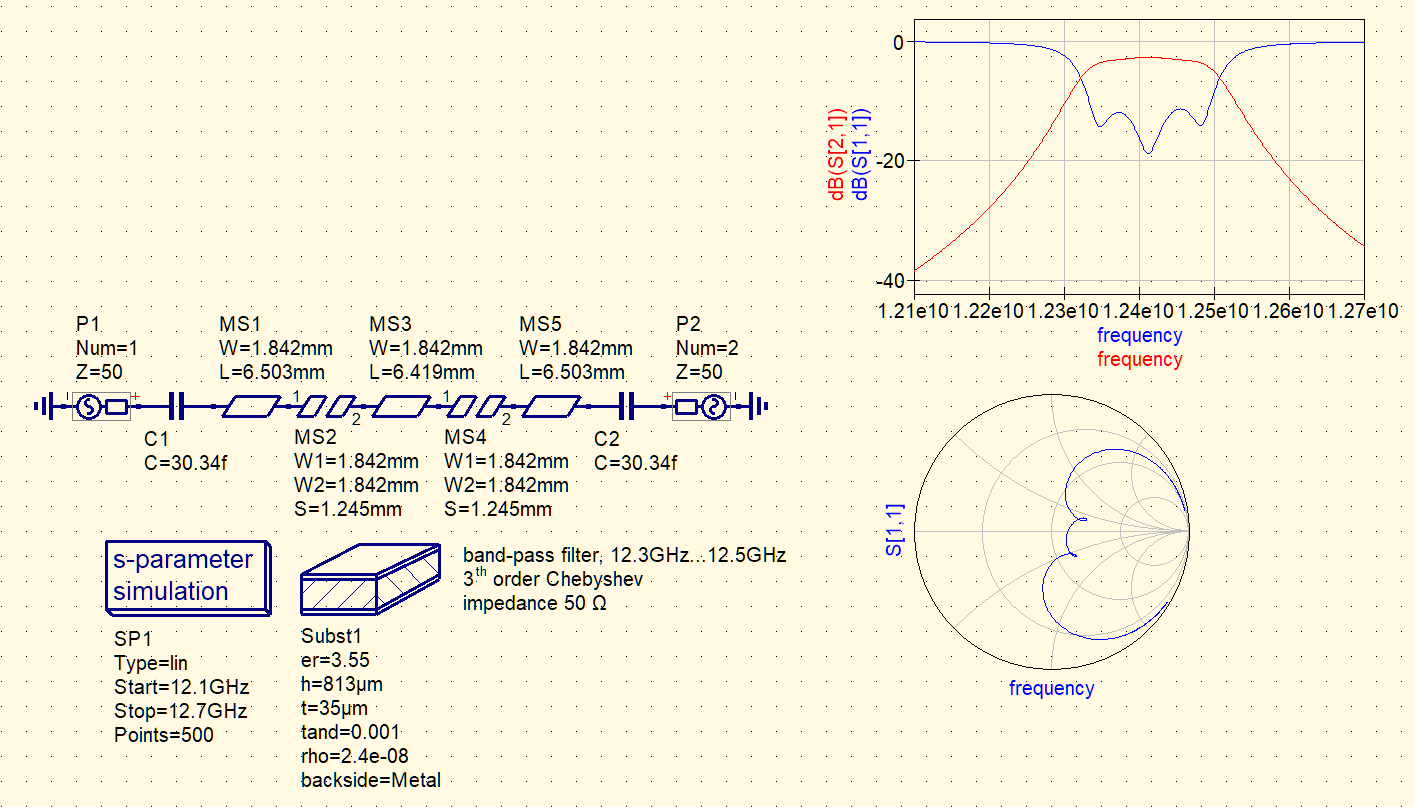 0
-20
-40
dB(S[2,1])
dB(S[1,1])
1.21e10 1.22e10 1.23e10 1.24e10 1.25e10 1.26e10 1.27e10
frequency
frequency
P1
Num=1
Z=50
MS1
W=1.842mm
L=6.503mm
MS3
W=1.842mm
L=6.419mm
MS5
W=1.842mm
L=6.503mm
P2
Num=2
Z=50
1
+
1
2
1
2
+
1
C1
C=30.34f
MS2
W1=1.842mm
W2=1.842mm
S=1.245mm
MS4
W1=1.842mm
W2=1.842mm
S=1.245mm
C2
C=30.34f
s-parameter
simulation
SP1
Type=lin
Start=12.1GHz
Stop=12.7GHz
Points=500
Subst1
er=3.55
h=813µm
t=35µm
tand=0.001
rho=2.4e-08
backside=Metal
band-pass filter, 12.3GHz...12.5GHz
3th order Chebyshev
impedance 50 Ω
S[1,1]
frequency